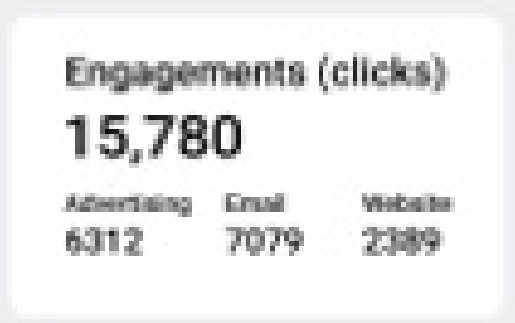 Engagements (clicks)
15,780
Advertising Email Website
6312 7079 2389